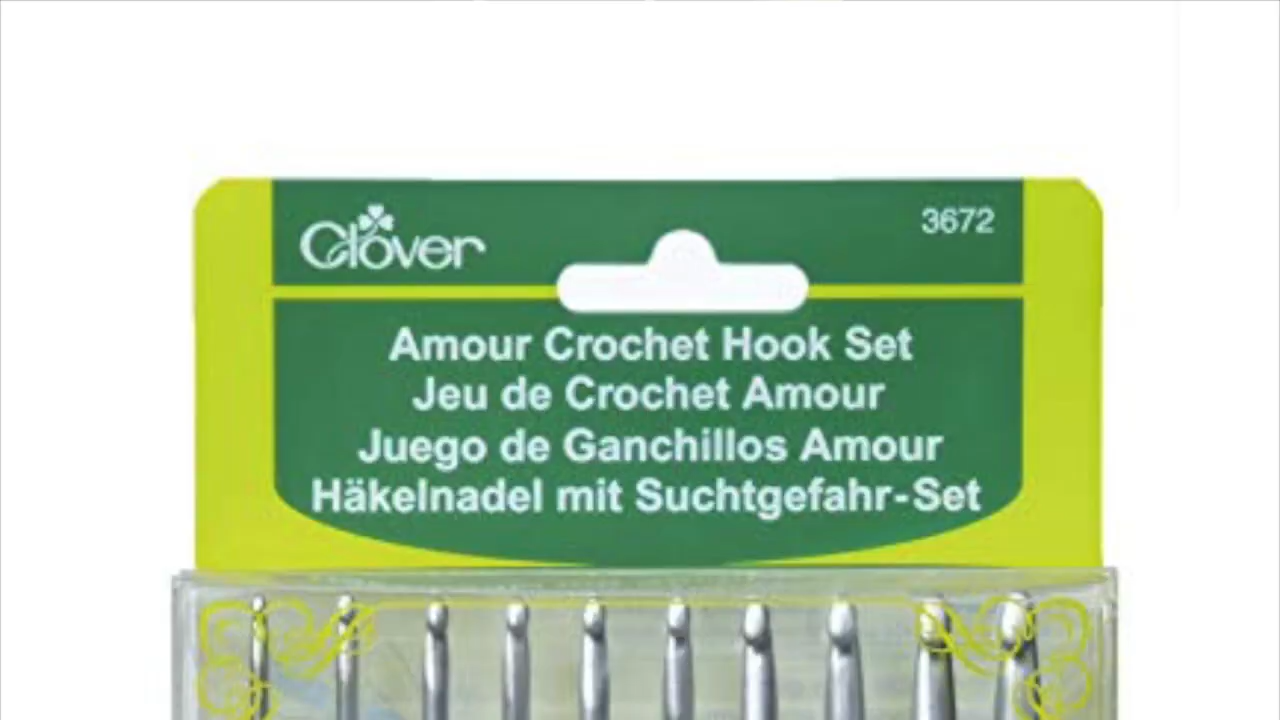 Clover
3672
Amour Crochet Hook Set
Jeu de Crochet Amour
Juego de Ganchillos Amour
Häkelnadel mit Suchtgefahr-Set